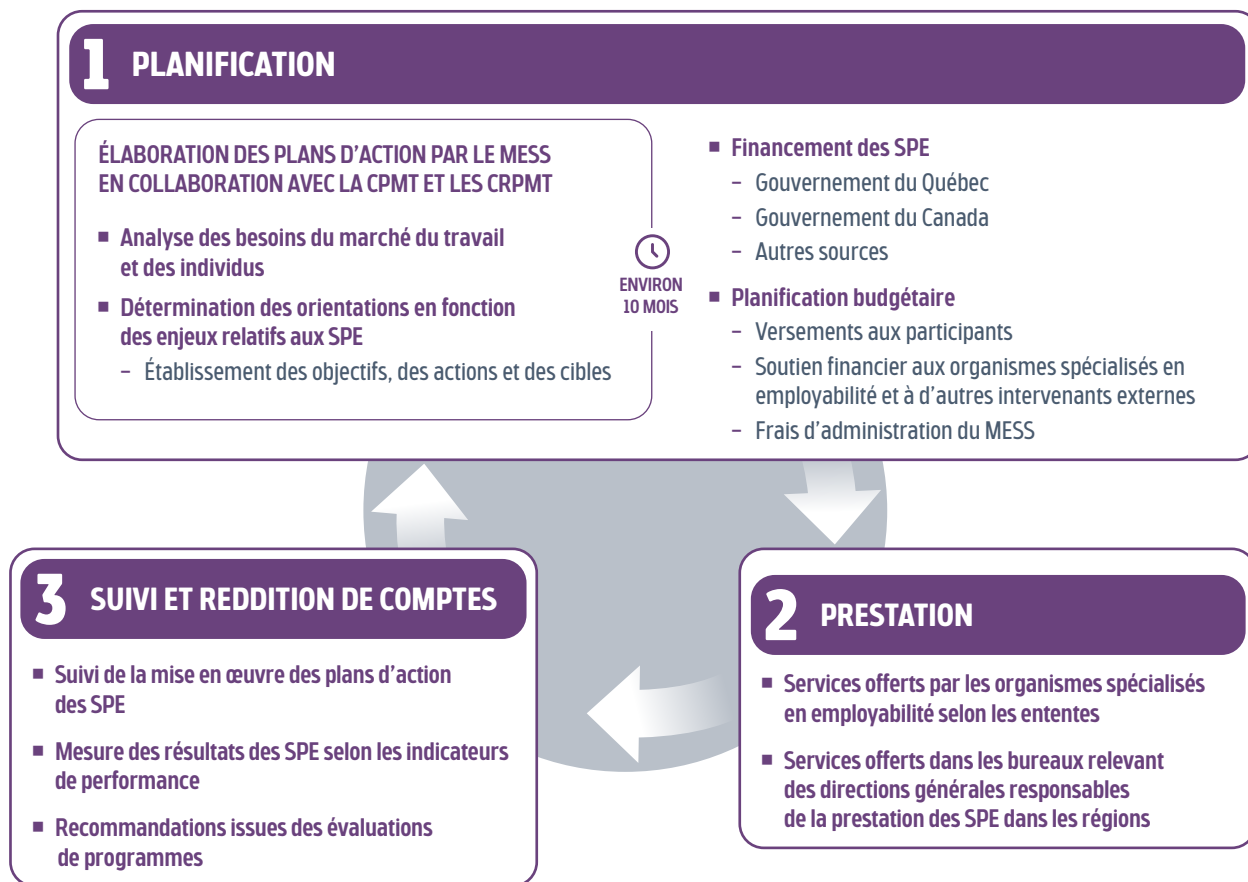 1 PLANIFICATION
ÉLABORATION DES PLANS D'ACTION PAR LE MESS
EN COLLABORATION AVEC LA CPMT ET LES CRPMT
■ Analyse des besoins du marché du travail
et des individus
■ Détermination des orientations en fonction
des enjeux relatifs aux SPE
– Établissement des objectifs, des actions et des cibles
ENVIRON
10 MOIS
■ Financement des SPE
– Gouvernement du Québec
– Gouvernement du Canada
– Autres sources
■ Planification budgétaire
– Versements aux participants
– Soutien financier aux organismes spécialisés en
employabilité et à d'autres intervenants externes
– Frais d'administration du MESS
2 PRESTATION
■ Services offerts par les organismes spécialisés
en employabilité selon les ententes
■ Services offerts dans les bureaux relevant
des directions générales responsables
de la prestation des SPE dans les régions
3 SUIVI ET REDDITION DE COMPTES
■ Suivi de la mise en œuvre des plans d'action
des SPE
■ Mesure des résultats des SPE selon les indicateurs
de performance
■ Recommandations issues des évaluations
de programmes